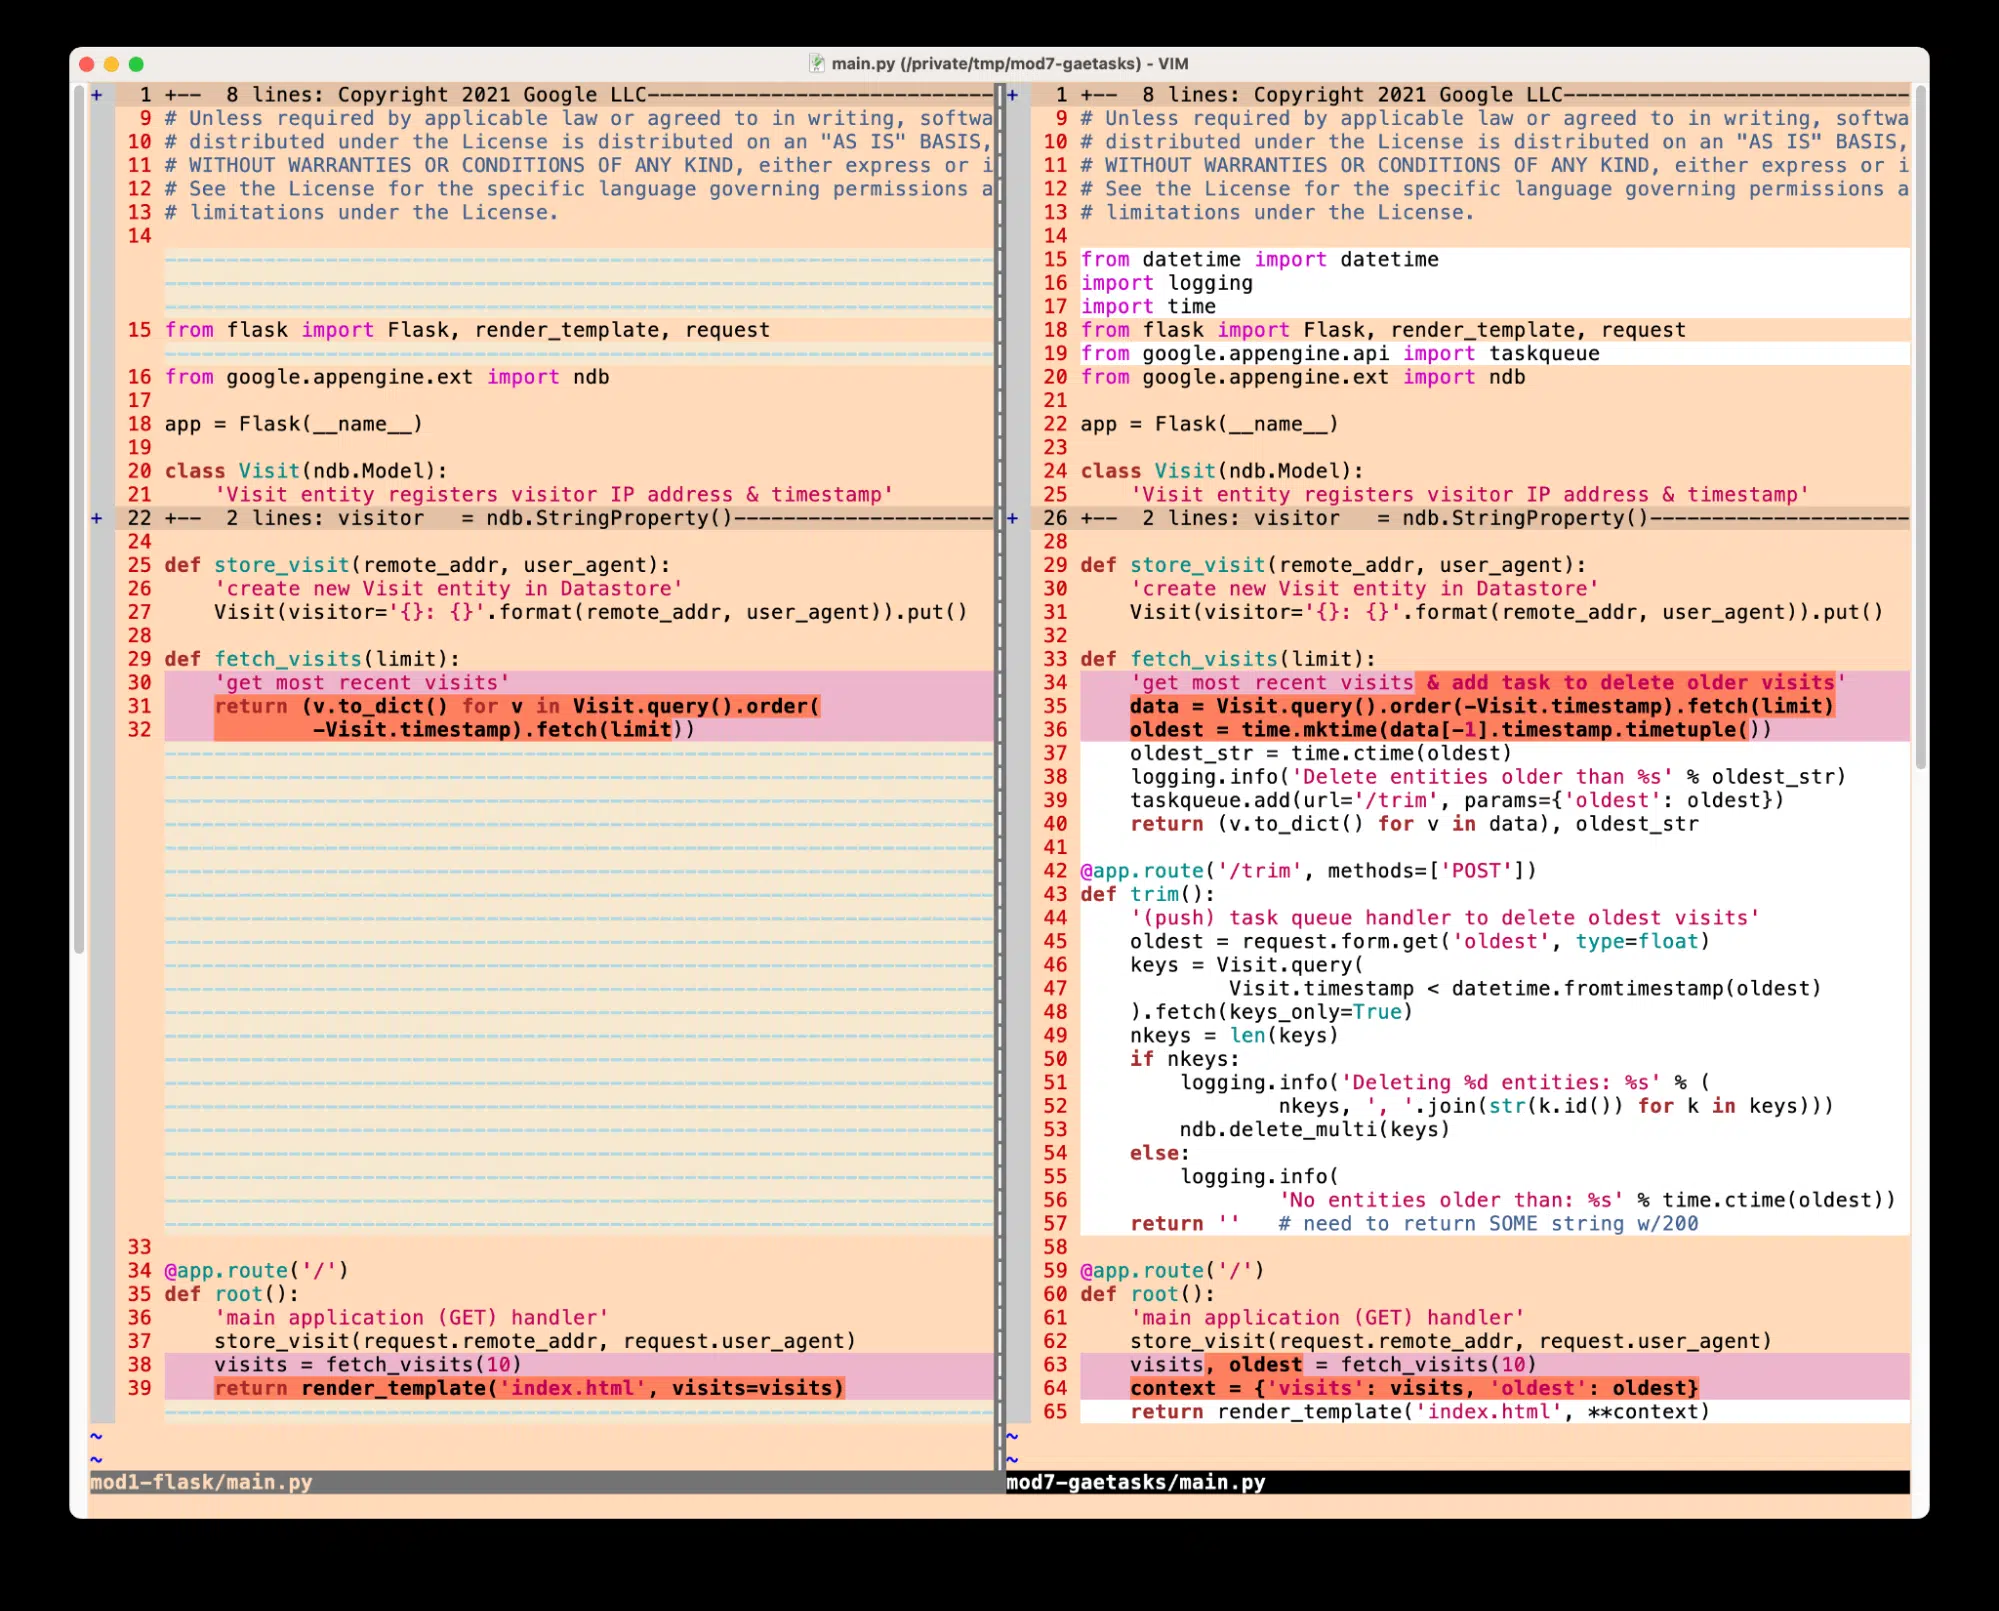 main.py (/private/tmp/mod7-gaetasks) - VIM
+ 1 +--  8 lines: Copyright 2021 Google LLC----------------------------
9 # Unless required by applicable law or agreed to in writing, softwa
10 # distributed under the License is distributed on an "AS IS" BASIS,
11 # WITHOUT WARRANTIES OR CONDITIONS OF ANY KIND, either express or i
12 # See the License for the specific language governing permissions a
13 # limitations under the License.
14
15 from flask import Flask, render_template, request
16 from google.appengine.ext import ndb
17
18 app = Flask(__name__)
19
20 class Visit(ndb.Model):
21     'Visit entity registers visitor IP address & timestamp'
+ 22 +--  2 lines: visitor   = ndb.StringProperty()---------------------
24
25 def store_visit(remote_addr, user_agent):
26     'create new Visit entity in Datastore'
27     Visit(visitor='{}: {}'.format(remote_addr, user_agent)).put()
28
29 def fetch_visits(limit):
30     'get most recent visits'
31     return (v.to_dict() for v in Visit.query().order(
32             -Visit.timestamp).fetch(limit))
33
34 @app.route('/')
35 def root():
36     'main application (GET) handler'
37     store_visit(request.remote_addr, request.user_agent)
38     visits = fetch_visits(10)
39     return render_template('index.html', visits=visits)
~
~
mod1-flask/main.py
+ 1 +--  8 lines: Copyright 2021 Google LLC----------------------------
9 # Unless required by applicable law or agreed to in writing, softwa
10 # distributed under the License is distributed on an "AS IS" BASIS,
11 # WITHOUT WARRANTIES OR CONDITIONS OF ANY KIND, either express or i
12 # See the License for the specific language governing permissions a
13 # limitations under the License.
14
15 from datetime import datetime
16 import logging
17 import time
18 from flask import Flask, render_template, request
19 from google.appengine.api import taskqueue
20 from google.appengine.ext import ndb
21
22 app = Flask(__name__)
23
24 class Visit(ndb.Model):
25     'Visit entity registers visitor IP address & timestamp'
+ 26 +--  2 lines: visitor   = ndb.StringProperty()---------------------
28
29 def store_visit(remote_addr, user_agent):
30     'create new Visit entity in Datastore'
31     Visit(visitor='{}: {}'.format(remote_addr, user_agent)).put()
32
33 def fetch_visits(limit):
34     'get most recent visits & add task to delete older visits'
35     data = Visit.query().order(-Visit.timestamp).fetch(limit)
36     oldest = time.mktime(data[-1].timestamp.timetuple())
37     oldest_str = time.ctime(oldest)
38     logging.info('Delete entities older than %s' % oldest_str)
39     taskqueue.add(url='/trim', params={'oldest': oldest})
40     return (v.to_dict() for v in data), oldest_str
41
42 @app.route('/trim', methods=['POST'])
43 def trim():
44     '(push) task queue handler to delete oldest visits'
45     oldest = request.form.get('oldest', type=float)
46     keys = Visit.query(
47             Visit.timestamp < datetime.fromtimestamp(oldest)
48     ).fetch(keys_only=True)
49     nkeys = len(keys)
50     if nkeys:
51         logging.info('Deleting %d entities: %s' % (
52                 nkeys, ', '.join(str(k.id()) for k in keys)))
53         ndb.delete_multi(keys)
54     else:
55         logging.info(
56                 'No entities older than: %s' % time.ctime(oldest))
57     return ''   # need to return SOME string w/200
58
59 @app.route('/')
60 def root():
61     'main application (GET) handler'
62     store_visit(request.remote_addr, request.user_agent)
63     visits, oldest = fetch_visits(10)
64     context = {'visits': visits, 'oldest': oldest}
65     return render_template('index.html', **context)
~
~
mod7-gaetasks/main.py